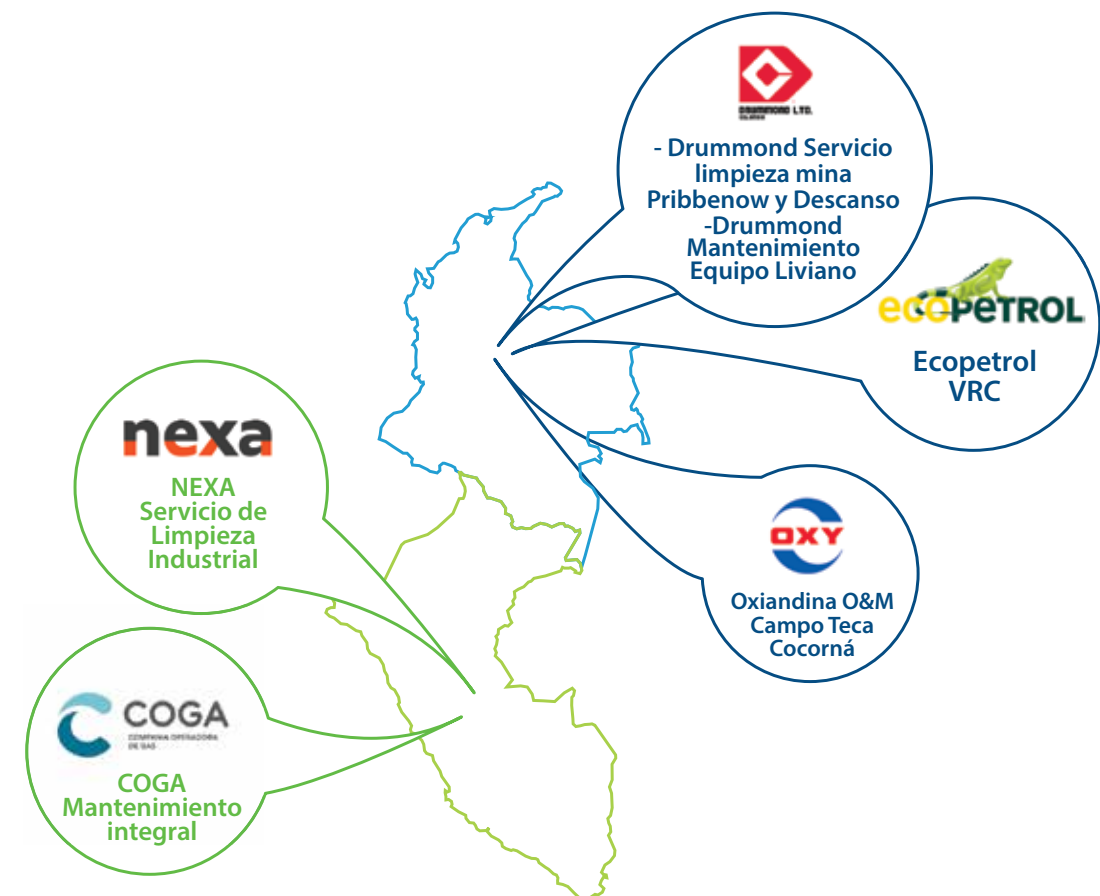 DRUMMOND LTD.
- Drummond Servicio
limpieza mina
Pribbenow y Descanso
-Drummond
Mantenimiento
Equipo Liviano
ecoPETROL
Ecopetrol
VRC
nexa
NEXA
Servicio de
Limpieza
Industrial
OXY
Oxiandina O&M
Campo Teca
Cocorná
COGA
COMPAÑIA OPERADORA
DE GAS
COGA
Mantenimiento
integral